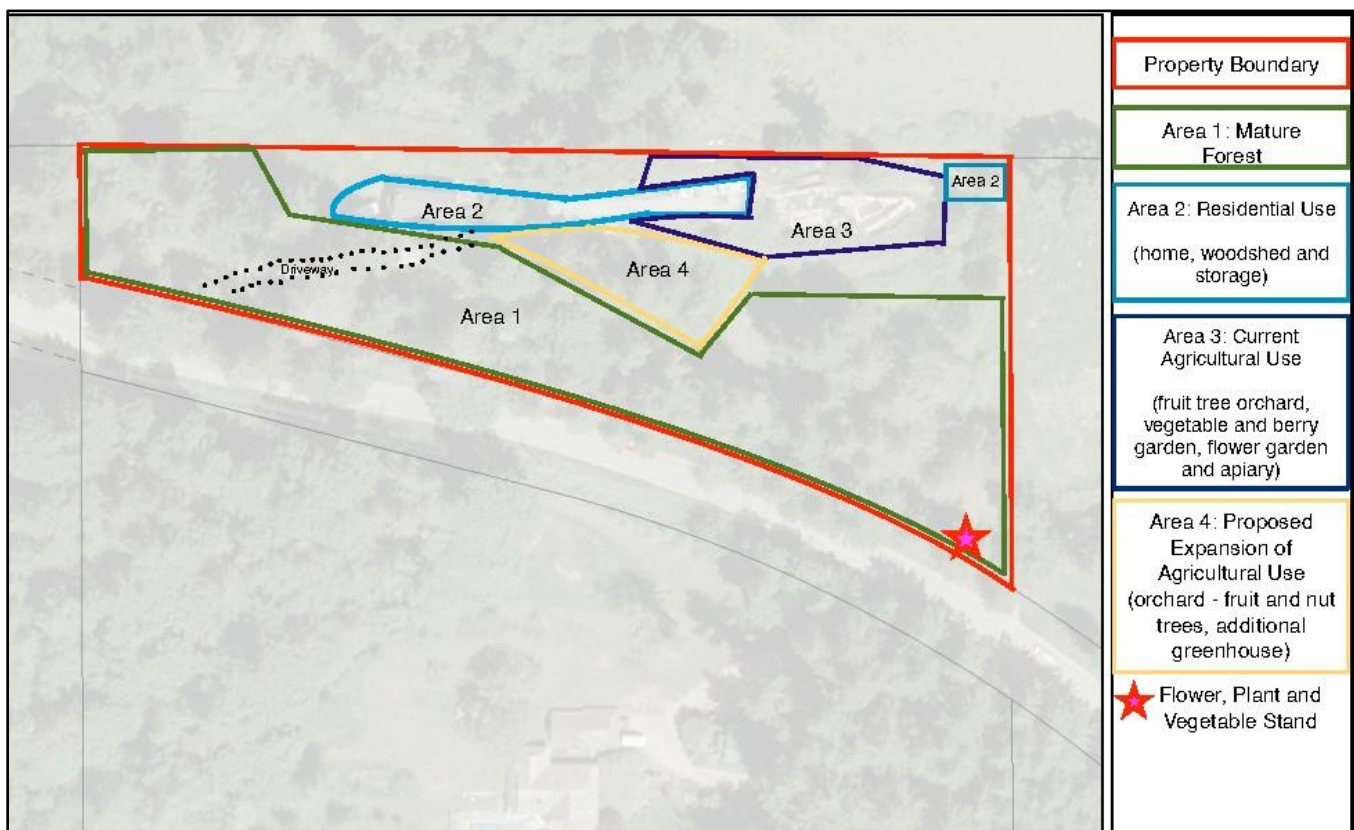 Area 2
Area 2
Area 3
Driveway
Area 4
Area 1
Property Boundary
Area 1: Mature
Forest
Area 2: Residential Use
(home, woodshed and
storage)
Area 3: Current
Agricultural Use
(fruit tree orchard,
vegetable and berry
garden, flower garden
and apiary)
Area 4: Proposed
Expansion of
Agricultural Use
(orchard - fruit and nut
trees, additional
greenhouse)
Flower, Plant and
Vegetable Stand